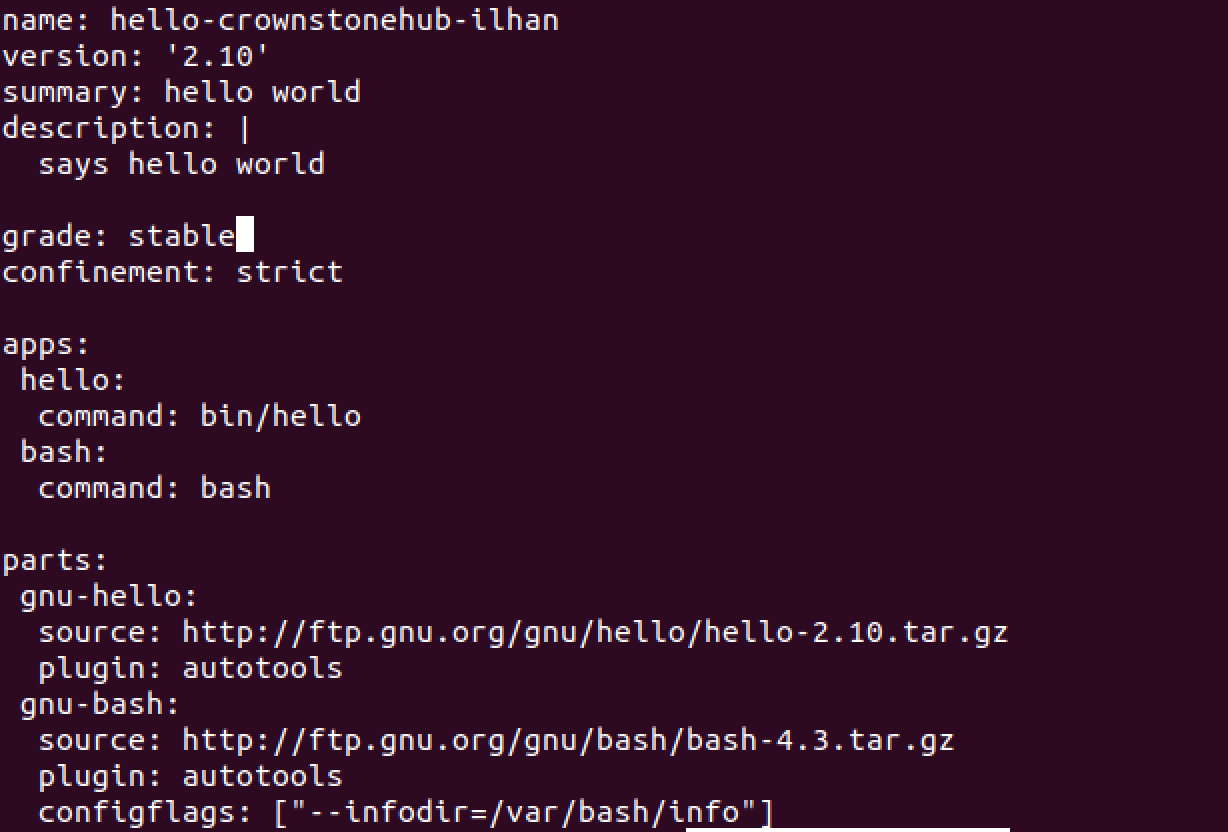 name: hello-crownstonehub-ilhan
version: '2.10'
summary: hello world
description: |
  says hello world

grade: stable
confinement: strict

apps:
 hello:
  command: bin/hello
 bash:
  command: bash

parts:
 gnu-hello:
  source: http://ftp.gnu.org/gnu/hello/hello-2.10.tar.gz
  plugin: autotools
 gnu-bash:
  source: http://ftp.gnu.org/gnu/bash/bash-4.3.tar.gz
  plugin: autotools
  configflags: ["--infodir=/var/bash/info"]